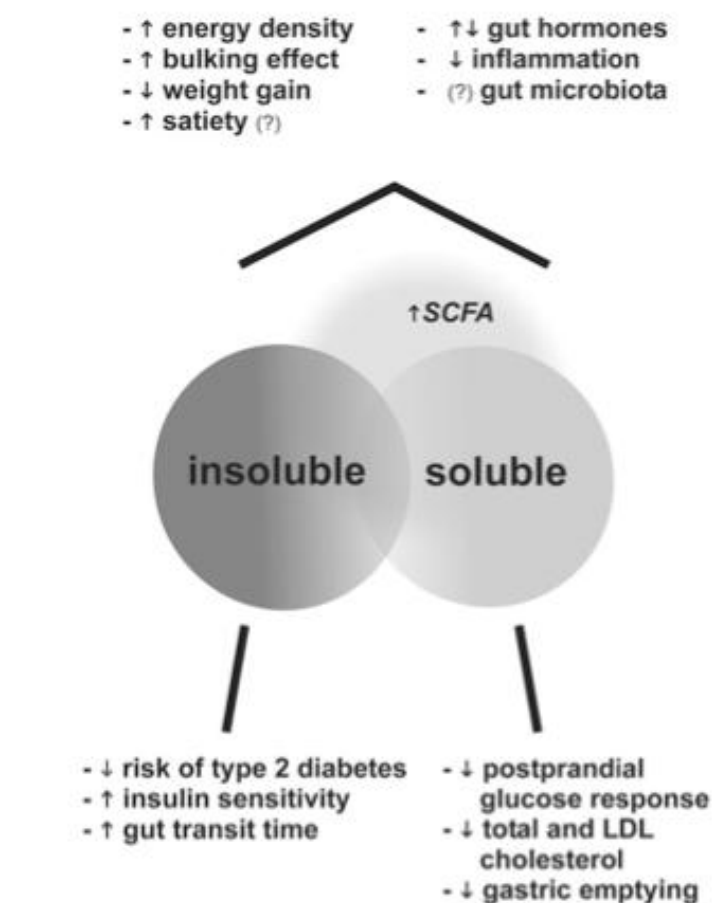 - ↑ energy density
- ↑ bulking effect
- ↓ weight gain
- ↑ satiety (?)
- ↑↓ gut hormones
- ↓ inflammation
- (?) gut microbiota
↑SCFA
insoluble
soluble
- ↓ risk of type 2 diabetes
- ↑ insulin sensitivity
- ↑ gut transit time
- ↓ postprandial
glucose response
- ↓ total and LDL
cholesterol
- ↓ gastric emptying